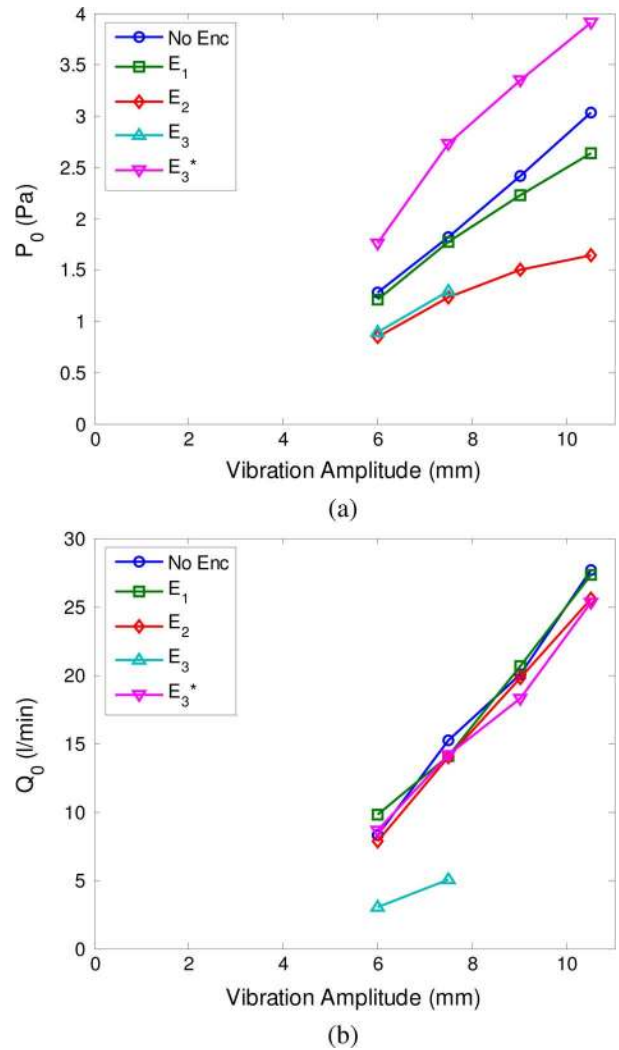 4
3.5
3
2.5
2
1.5
1
0.5
0
P0 (Pa)
No Enc
E1
E2
E3
E3*
0 2 4 6 8 10
Vibration Amplitude (mm)
(a)
30
25
20
15
10
5
0
Q0 (l/min)
No Enc
E1
E2
E3
E3*
0 2 4 6 8 10
Vibration Amplitude (mm)
(b)